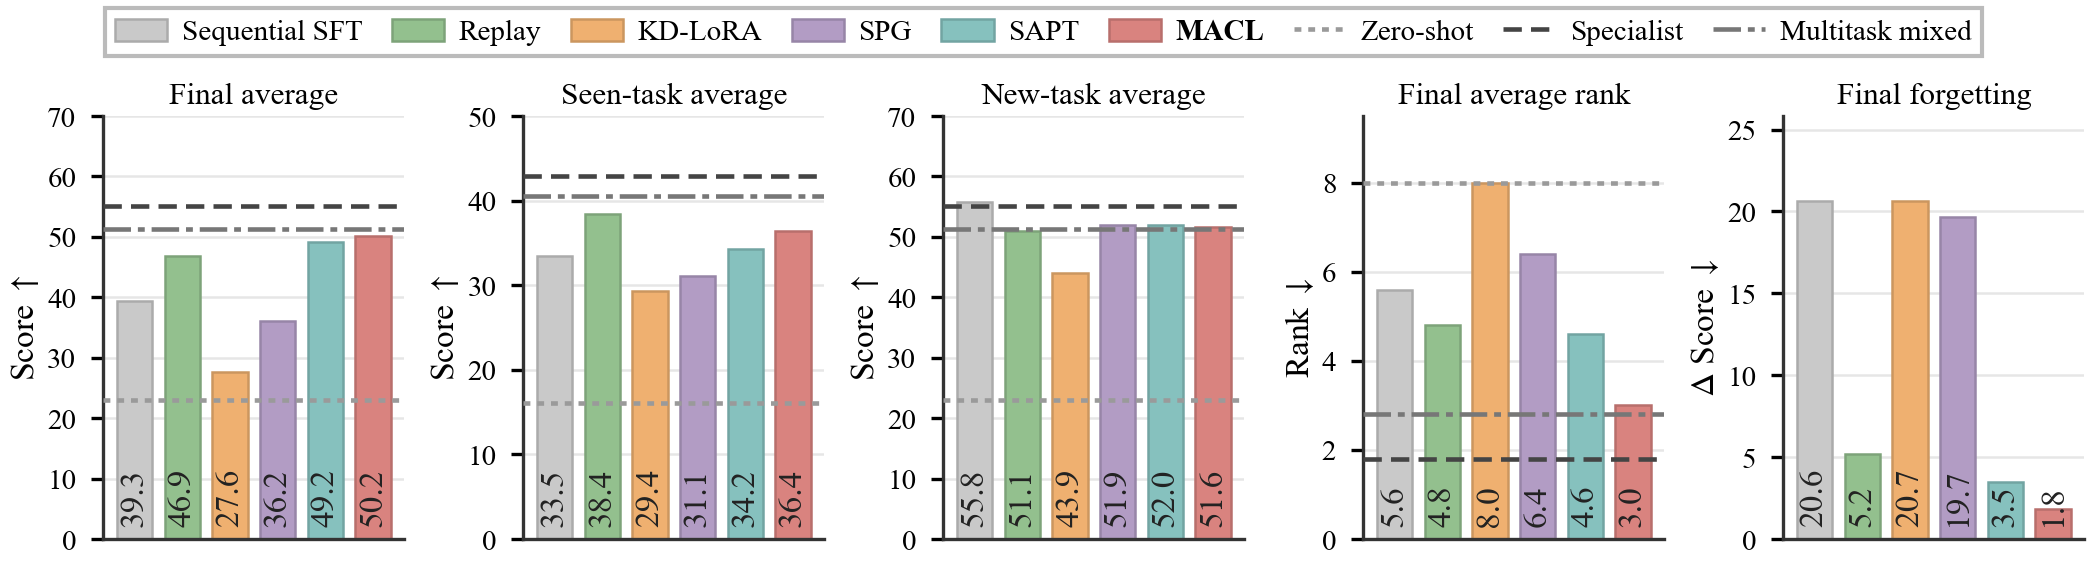 Sequential SFT Replay KD-LoRA SPG SAPT MACL Zero-shot Specialist Multitask mixed
Final average
Score ↑
70
60
50
40
30
20
10
0
39.3 46.9 27.6 36.2 49.2 50.2
Seen-task average
Score ↑
50
40
30
20
10
0
33.5 38.4 29.4 31.1 34.2 36.4
New-task average
Score ↑
70
60
50
40
30
20
10
0
55.8 51.1 43.9 51.9 52.0 51.6
Final average rank
Rank ↓
8
6
4
2
0
5.6 4.8 8.0 6.4 4.6 3.0
Final forgetting
Δ Score ↓
25
20
15
10
5
0
20.6 5.2 20.7 19.7 3.5 1.8